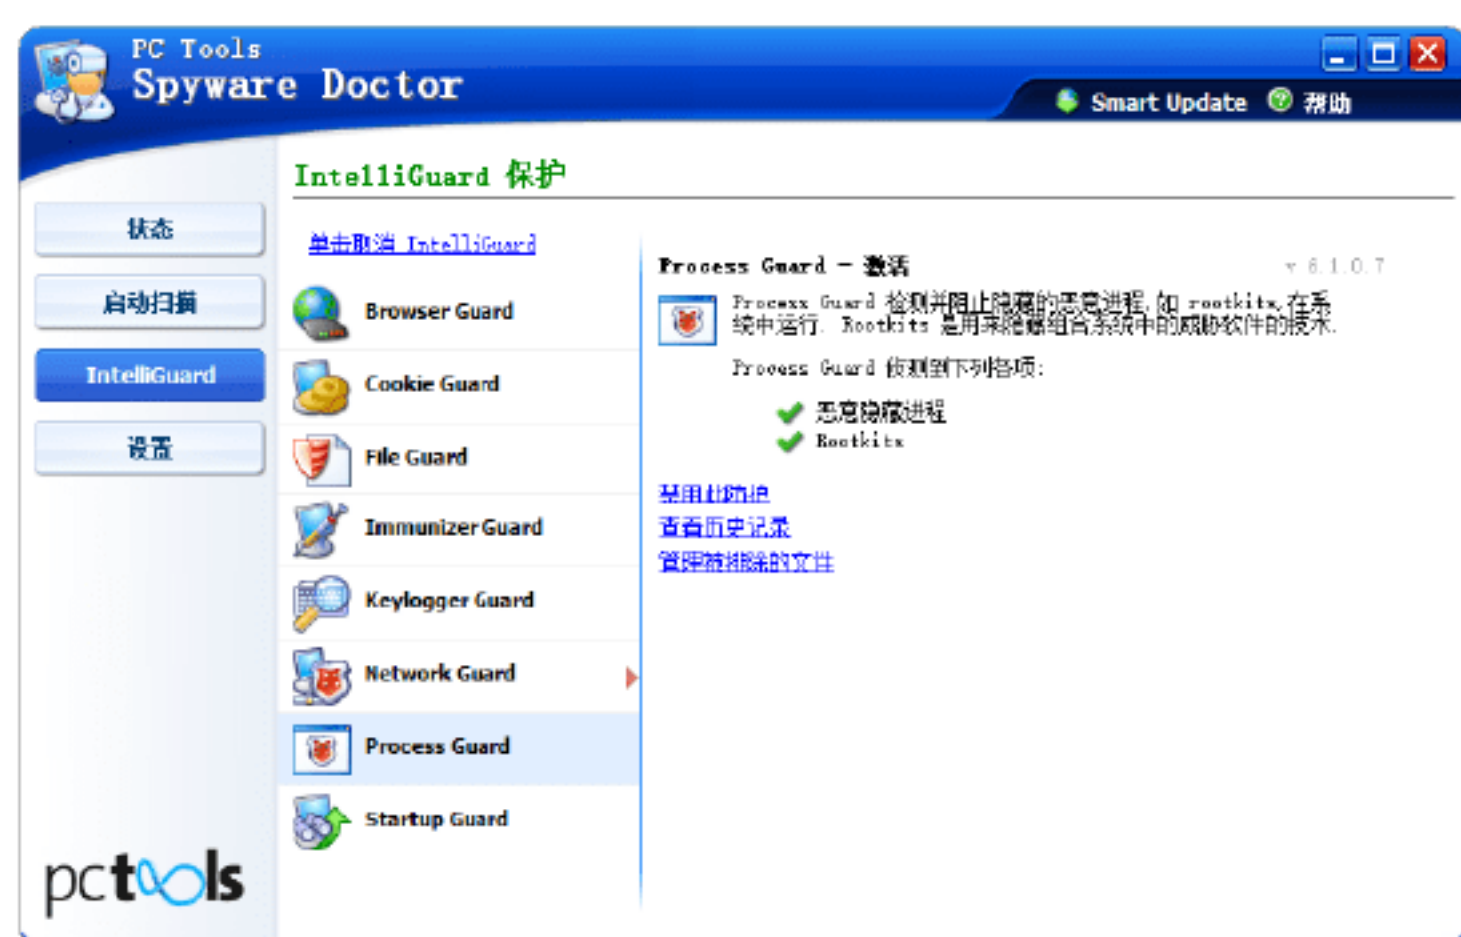 PC Tools
Spyware Doctor
Smart Update
帮助
IntelliGuard 保护
状态
启动扫描
IntelliGuard
设置
单击取消 IntelliGuard
Browser Guard
Cookie Guard
File Guard
Immunizer Guard
Keylogger Guard
Network Guard
Process Guard
Startup Guard
Process Guard - 激活
v 6.1.0.7
Process Guard 检测并阻止隐藏的恶意进程,如 rootkits,在系
统中运行. Rootkits 是用来隐藏组合系统中的威胁软件的技术.
Process Guard 侦测到下列各项:
恶意隐藏进程
Rootkits
禁用此防护
查看历史记录
管理被排除的文件
pctools